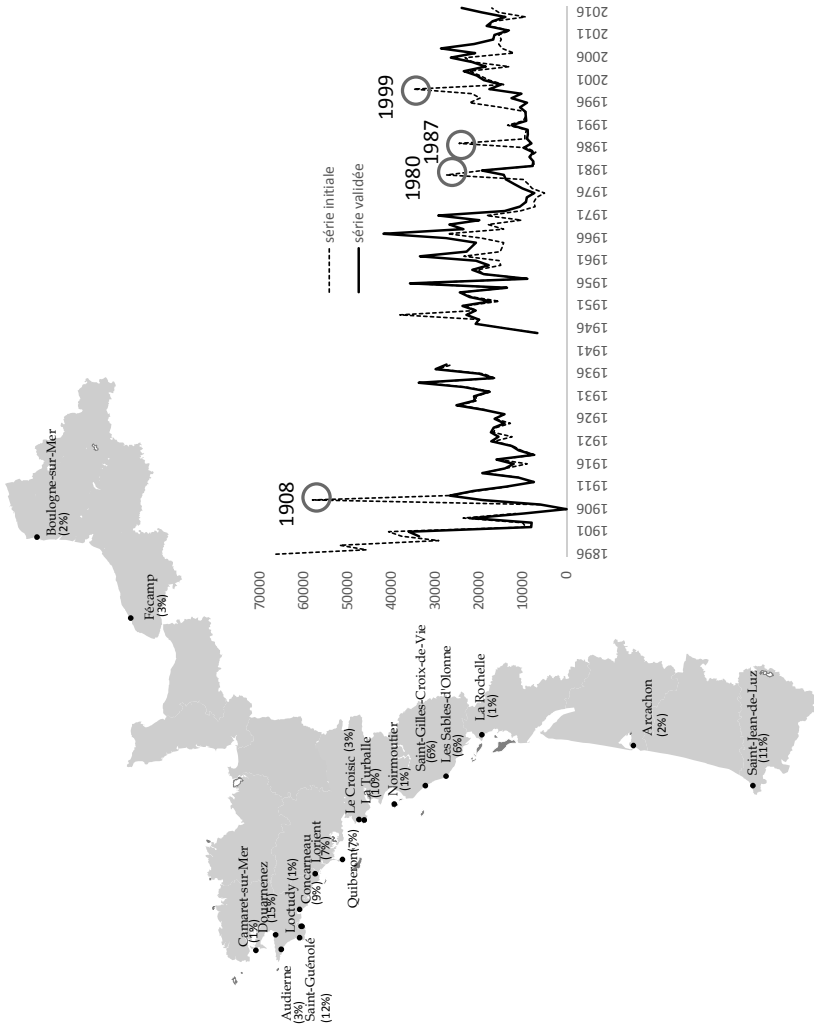 Boulogne-sur-Mer
(2%)
Fécamp
(3%)
Camaret-sur-Mer
(1%)
Douarnenez
(15%)
Audierne
(3%)
Saint-Guénolé
(12%)
Loctudy (1%)
Concarneau
(9%)
Lorient
(7%)
Quiberon (7%)
Le Croisic (3%)
La Turballe
(10%)
Noirmoutier
(1%)
Saint-Gilles-Croix-de-Vie
(6%)
Les Sables-d'Olonne
(6%)
La Rochelle
(1%)
Arcachon
(2%)
Saint-Jean-de-Luz
(11%)
série initiale
série validée
1908
1980
1987
1999
70000
60000
50000
40000
30000
20000
10000
0
1896
1901
1906
1911
1916
1921
1926
1931
1936
1941
1946
1951
1956
1961
1966
1971
1976
1981
1986
1991
1996
2001
2006
2011
2016